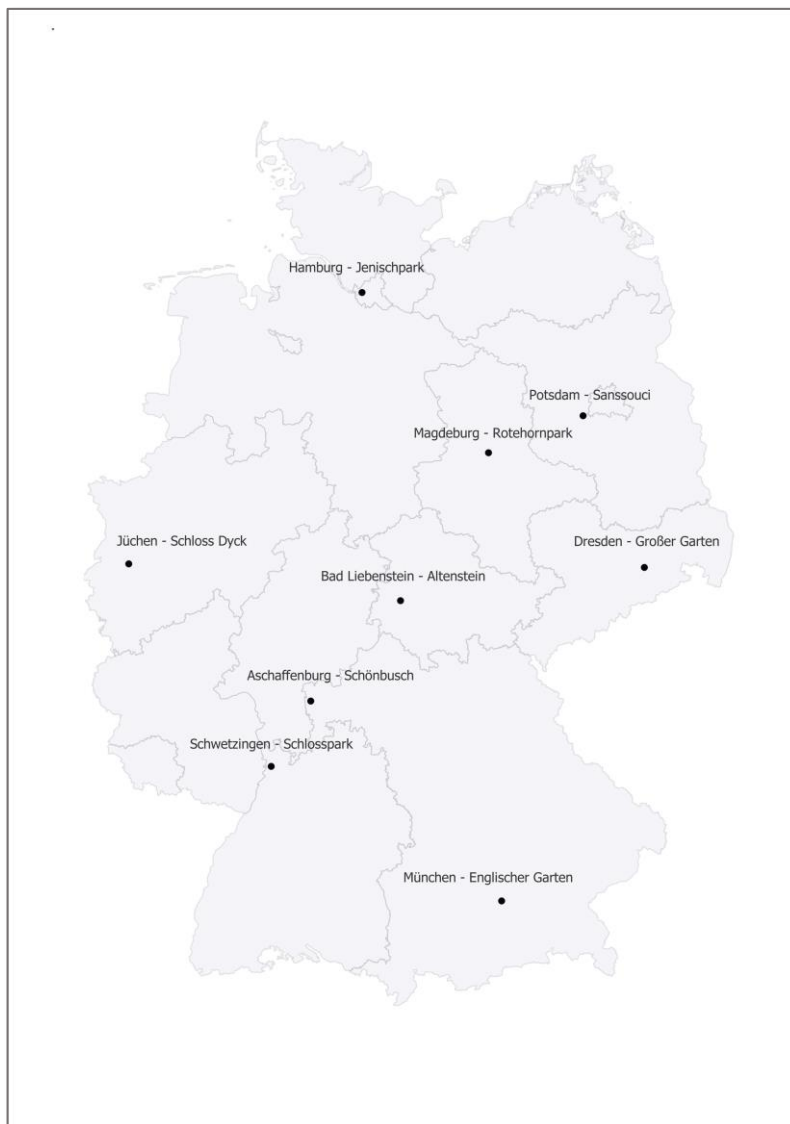 Hamburg - Jenischpark
Potsdam - Sanssouci
Magdeburg - Rotehornpark
Jüchen - Schloss Dyck
Dresden - Großer Garten
Bad Liebenstein - Altenstein
Aschaffenburg - Schönbusch
Schwetzingen - Schlosspark
München - Englischer Garten